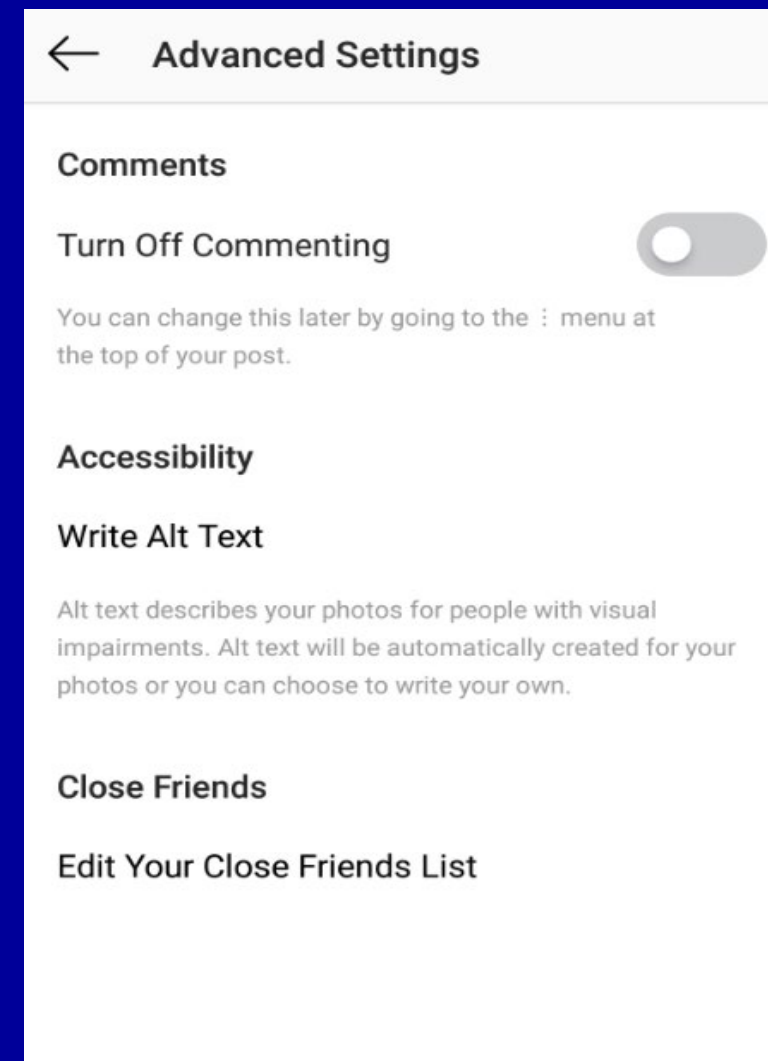 Advanced Settings
Comments
Turn Off Commenting
You can change this later by going to the ⋮ menu at
the top of your post.
Accessibility
Write Alt Text
Alt text describes your photos for people with visual
impairments. Alt text will be automatically created for your
photos or you can choose to write your own.
Close Friends
Edit Your Close Friends List